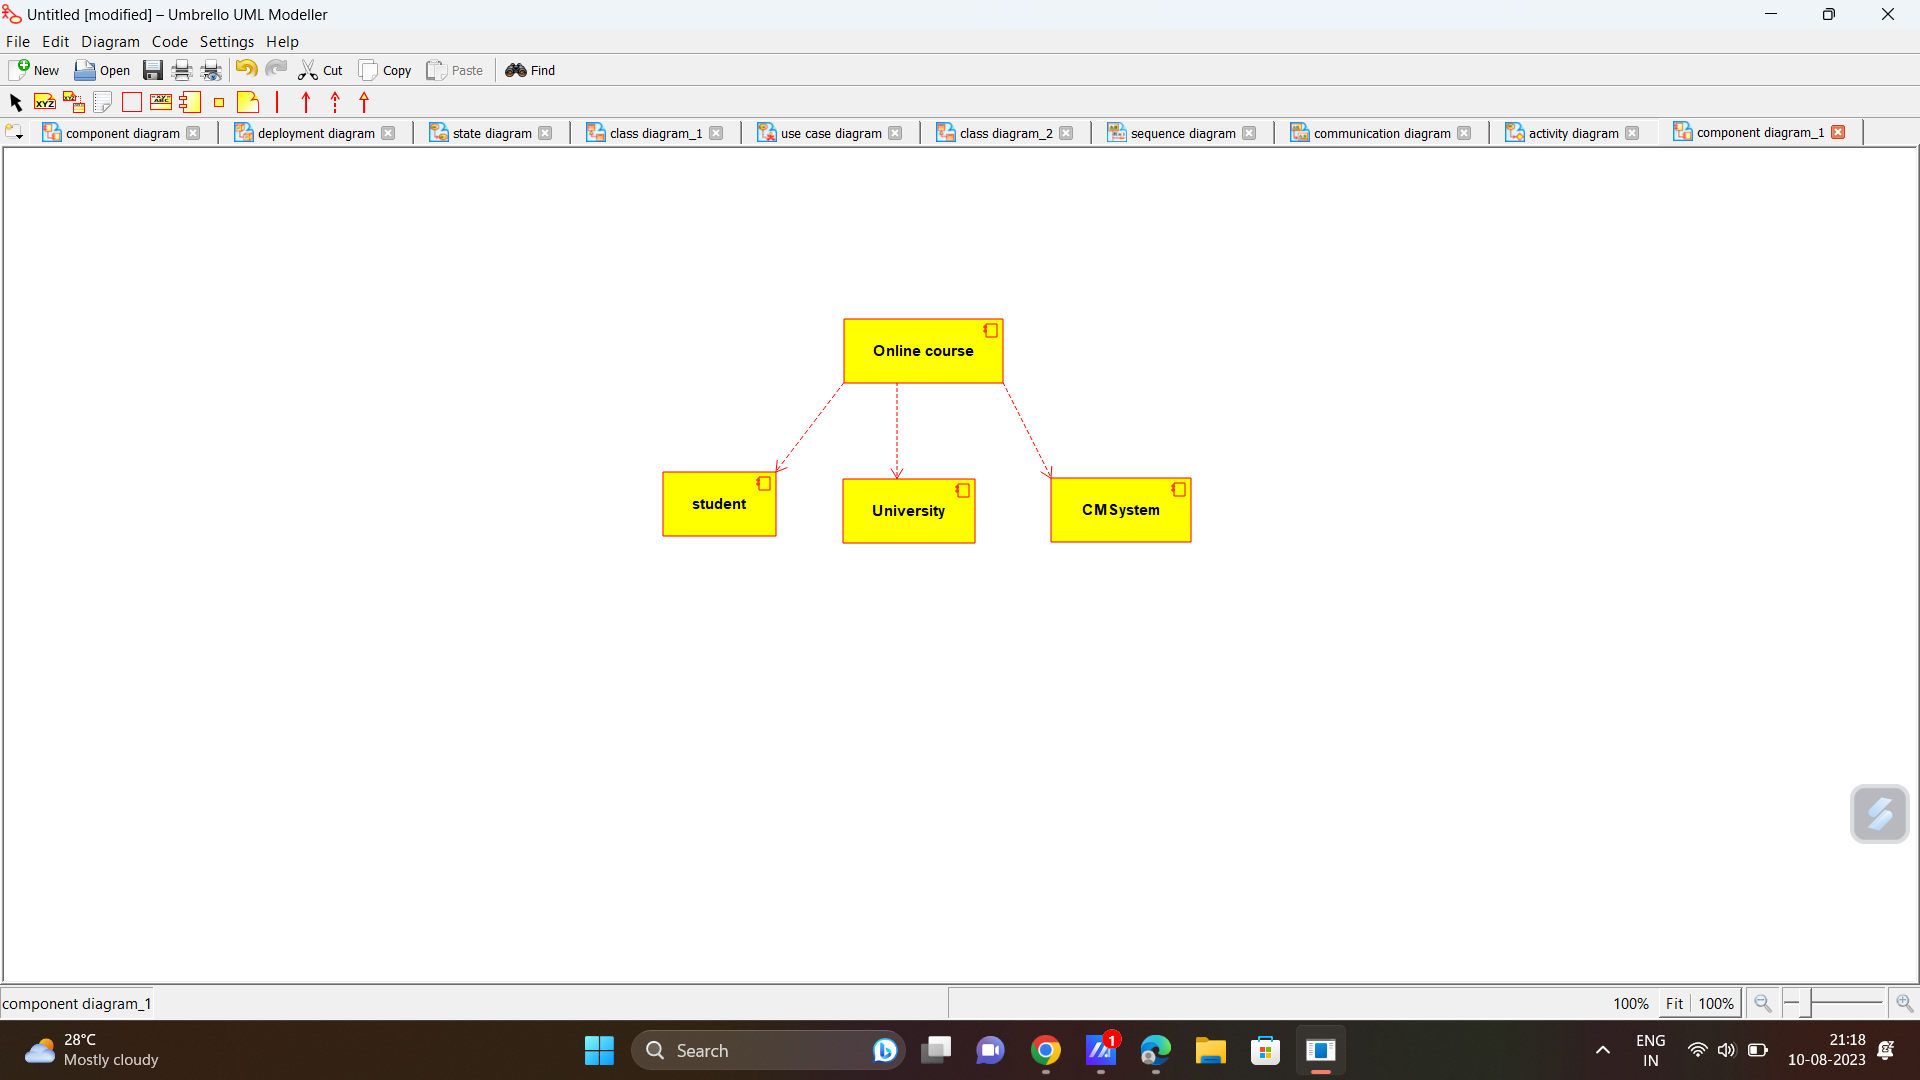 Untitled [modified] – Umbrello UML Modeller
File Edit Diagram Code Settings Help
New Open Cut Copy Paste Find
XYZ XYZ ABC
component diagram deployment diagram state diagram class diagram_1 use case diagram class diagram_2 sequence diagram communication diagram activity diagram component diagram_1
Online course
student
University
CMSystem
component diagram_1 100% Fit 100%
28°C
Mostly cloudy
Search
1
ENG
IN
21:18
10-08-2023